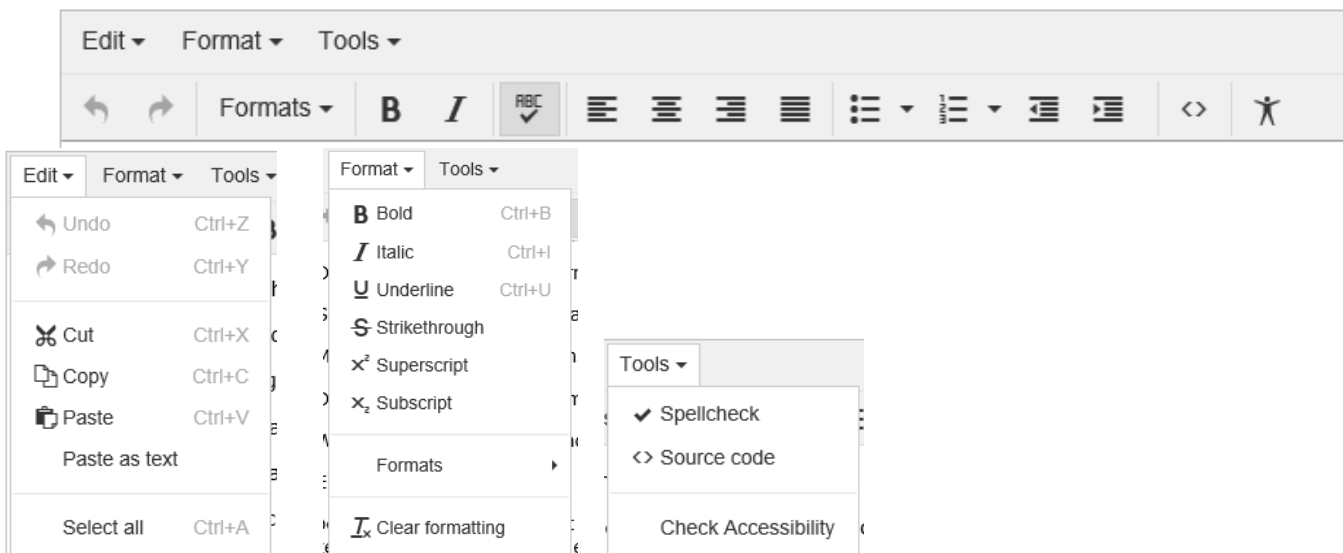 Edit Format Tools
Formats B I ABC
Edit Format Tools
Undo Ctrl+Z
Redo Ctrl+Y
Cut Ctrl+X
Copy Ctrl+C
Paste Ctrl+V
Paste as text
Select all Ctrl+A
Format Tools
B Bold Ctrl+B
I Italic Ctrl+I
U Underline Ctrl+U
S Strikethrough
x² Superscript
x₂ Subscript
Formats
Clear formatting
Tools
Spellcheck
<> Source code
Check Accessibility